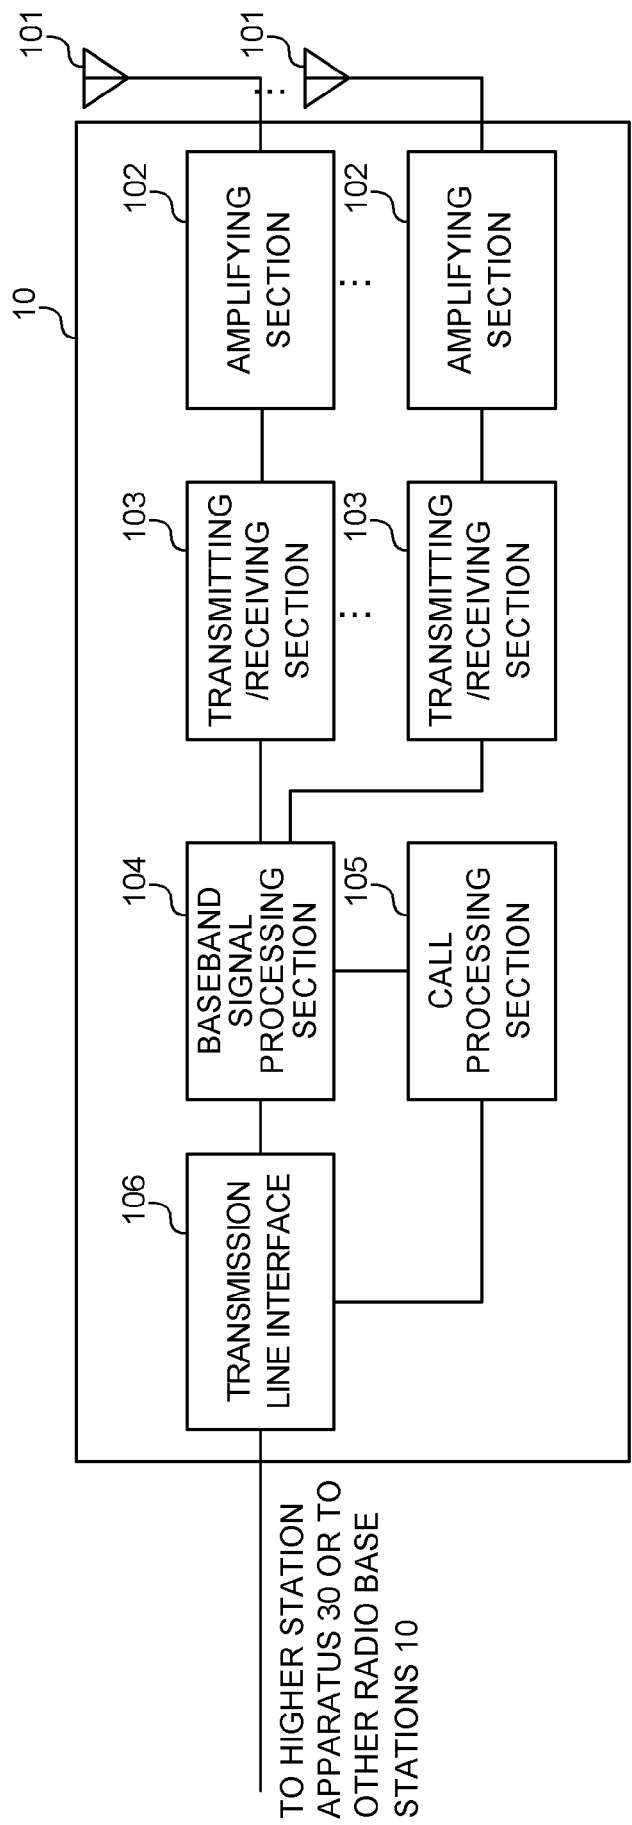 10
101
...
101
106
TRANSMISSION
LINE INTERFACE
104
BASEBAND
SIGNAL
PROCESSING
SECTION
103
TRANSMITTING
/RECEIVING
SECTION
102
AMPLIFYING
SECTION
...
...
105
CALL
PROCESSING
SECTION
103
TRANSMITTING
/RECEIVING
SECTION
102
AMPLIFYING
SECTION
TO HIGHER STATION
APPARATUS 30 OR TO
OTHER RADIO BASE
STATIONS 10